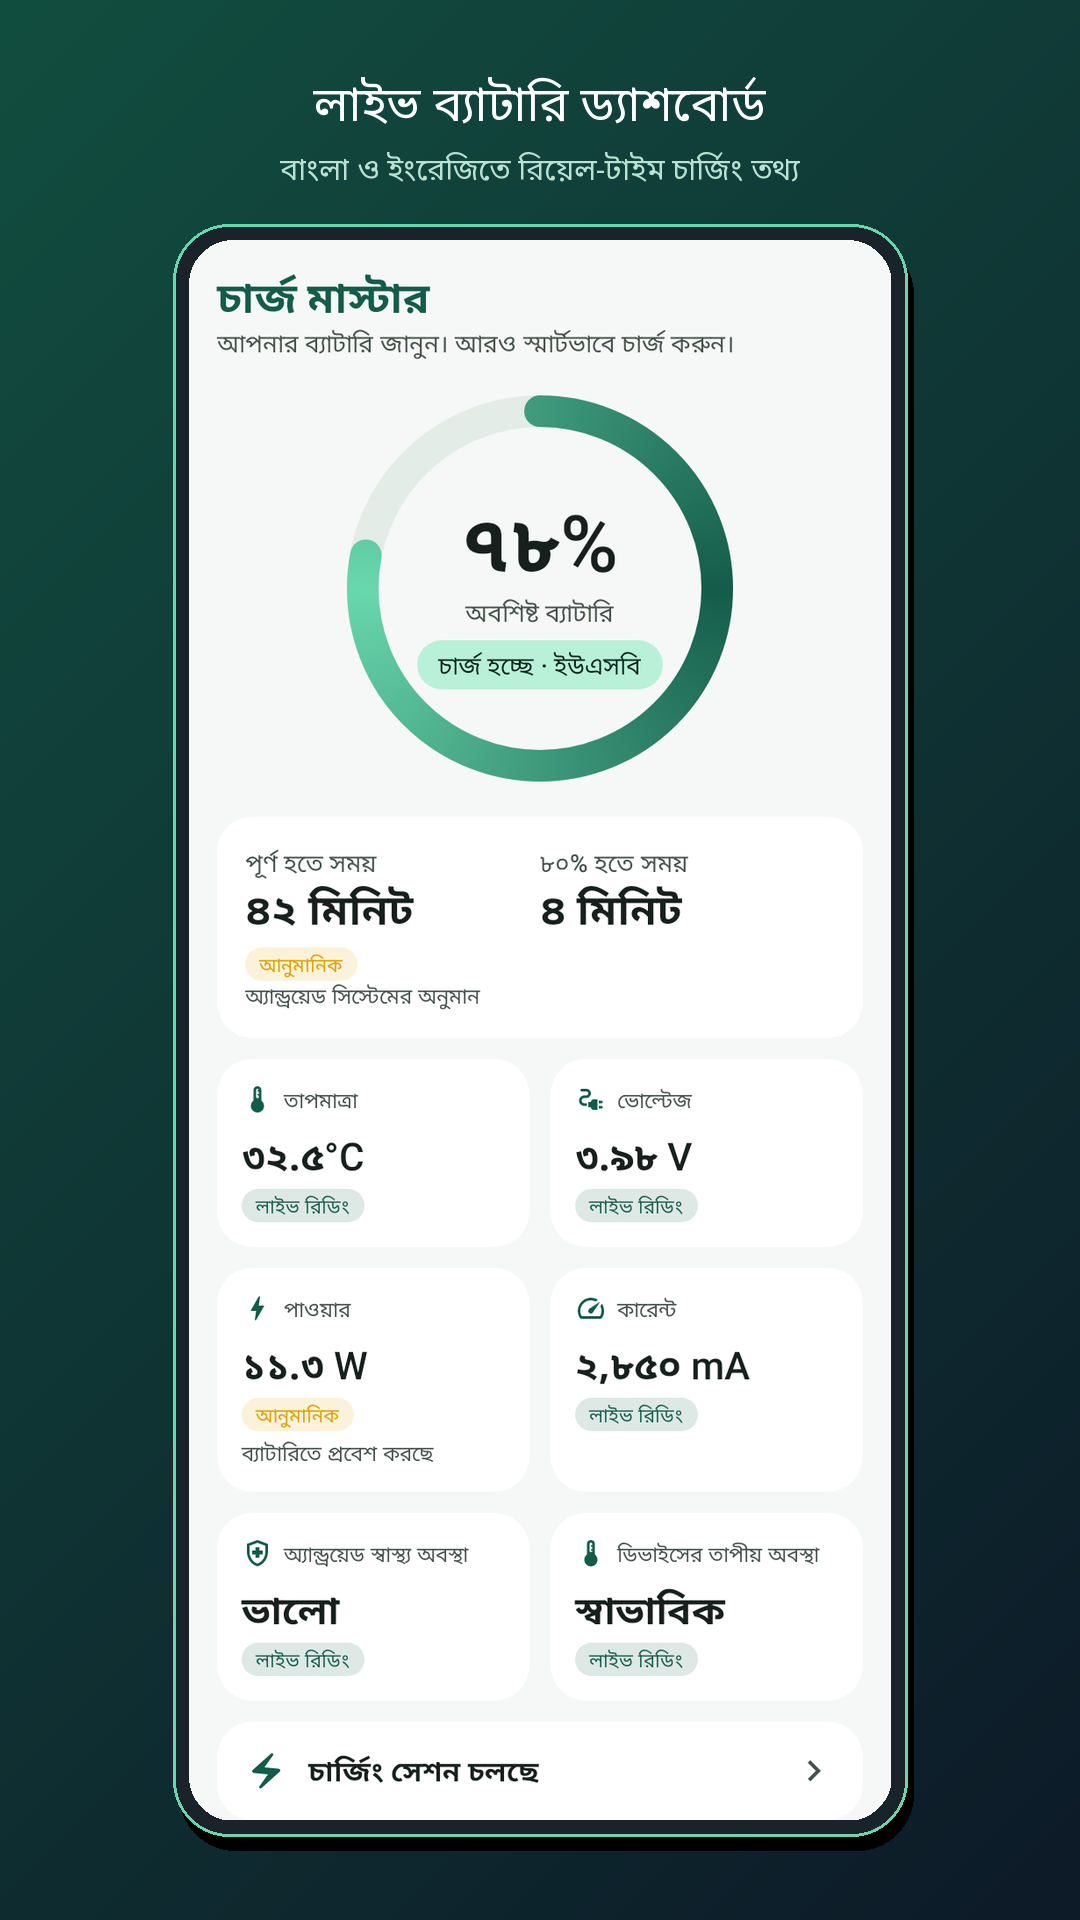 লাইভ ব্যাটারি ড্যাশবোর্ড
বাংলা ও ইংরেজিতে রিয়েল-টাইম চার্জিং তথ্য
চার্জ মাস্টার
আপনার ব্যাটারি জানুন। আরও স্মার্টভাবে চার্জ করুন।
৭৮%
অবশিষ্ট ব্যাটারি
চার্জ হচ্ছে · ইউএসবি
পূর্ণ হতে সময়
৪২ মিনিট
আনুমানিক
অ্যান্ড্রয়েড সিস্টেমের অনুমান
৮০% হতে সময়
৪ মিনিট
তাপমাত্রা
৩২.৫°C
লাইভ রিডিং
ভোল্টেজ
৩.৯৮ V
লাইভ রিডিং
পাওয়ার
১১.৩ W
আনুমানিক
ব্যাটারিতে প্রবেশ করছে
কারেন্ট
২,৮৫০ mA
লাইভ রিডিং
অ্যান্ড্রয়েড স্বাস্থ্য অবস্থা
ভালো
লাইভ রিডিং
ডিভাইসের তাপীয় অবস্থা
স্বাভাবিক
লাইভ রিডিং
চার্জিং সেশন চলছে